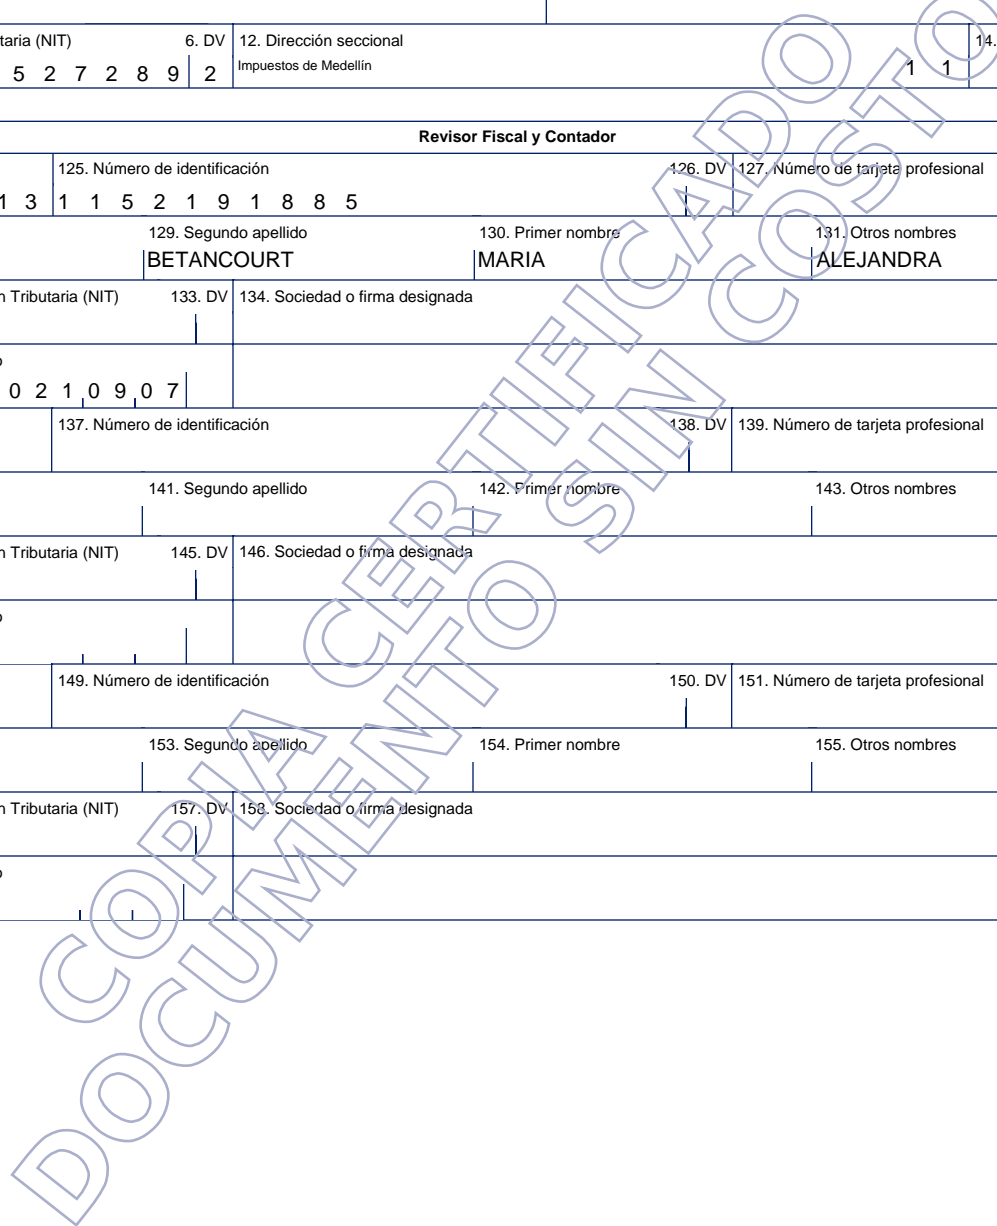 taria (NIT) 6. DV 12. Dirección seccional 14.
5 2 7 2 8 9 2 Impuestos de Medellín 1 1
Revisor Fiscal y Contador
125. Número de identificación 126. DV 127. Número de tarjeta profesional
1 3 1 1 5 2 1 9 1 8 8 5
129. Segundo apellido 130. Primer nombre 131. Otros nombres
BETANCOURT MARIA ALEJANDRA
n Tributaria (NIT) 133. DV 134. Sociedad o firma designada
o
0 2 1 0 9 0 7
137. Número de identificación 138. DV 139. Número de tarjeta profesional
141. Segundo apellido 142. Primer nombre 143. Otros nombres
n Tributaria (NIT) 145. DV 146. Sociedad o firma designada
o
149. Número de identificación 150. DV 151. Número de tarjeta profesional
153. Segundo apellido 154. Primer nombre 155. Otros nombres
n Tributaria (NIT) 157. DV 158. Sociedad o firma designada
o
COPIA CERTIFICADO
DOCUMENTO SIN COSTO